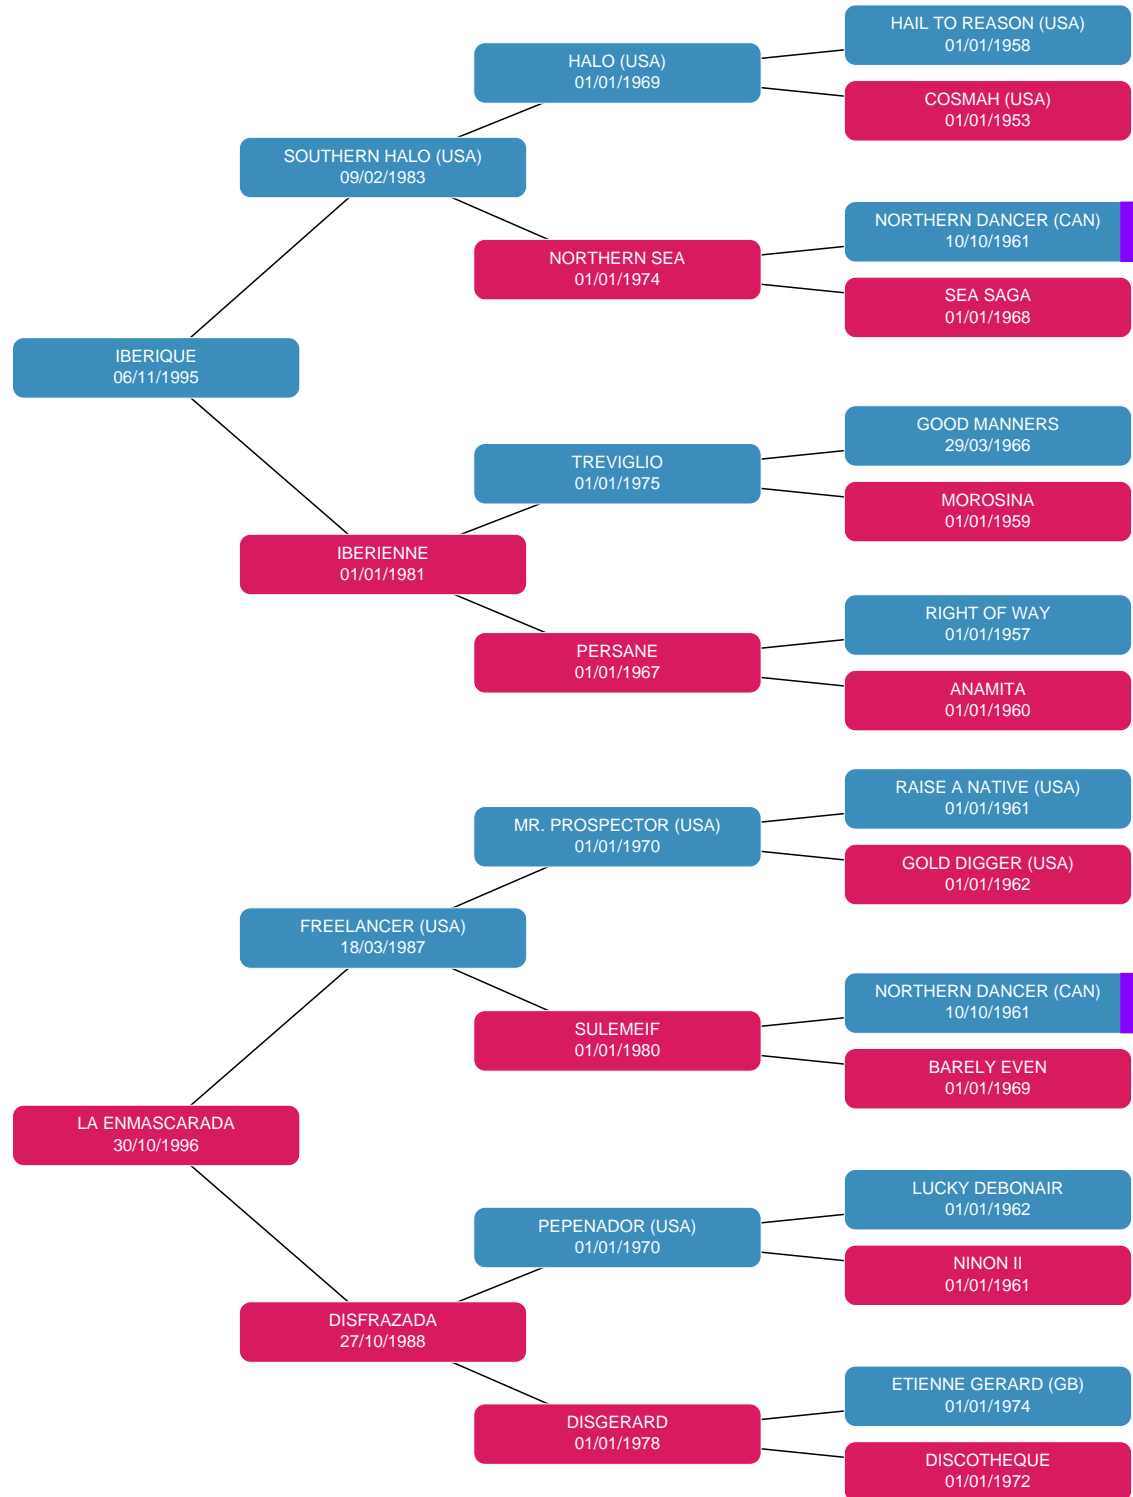 HAIL TO REASON (USA)
01/01/1958
HALO (USA)
01/01/1969
COSMAH (USA)
01/01/1953
SOUTHERN HALO (USA)
09/02/1983
NORTHERN DANCER (CAN)
10/10/1961
NORTHERN SEA
01/01/1974
SEA SAGA
01/01/1968
IBERIQUE
06/11/1995
GOOD MANNERS
29/03/1966
TREVIGLIO
01/01/1975
MOROSINA
01/01/1959
IBERIENNE
01/01/1981
RIGHT OF WAY
01/01/1957
PERSANE
01/01/1967
ANAMITA
01/01/1960
RAISE A NATIVE (USA)
01/01/1961
MR. PROSPECTOR (USA)
01/01/1970
GOLD DIGGER (USA)
01/01/1962
FREELANCER (USA)
18/03/1987
NORTHERN DANCER (CAN)
10/10/1961
SULEMEIF
01/01/1980
BARELY EVEN
01/01/1969
LA ENMASCARADA
30/10/1996
LUCKY DEBONAIR
01/01/1962
PEPENADOR (USA)
01/01/1970
NINON II
01/01/1961
DISFRAZADA
27/10/1988
ETIENNE GERARD (GB)
01/01/1974
DISGERARD
01/01/1978
DISCOTHEQUE
01/01/1972